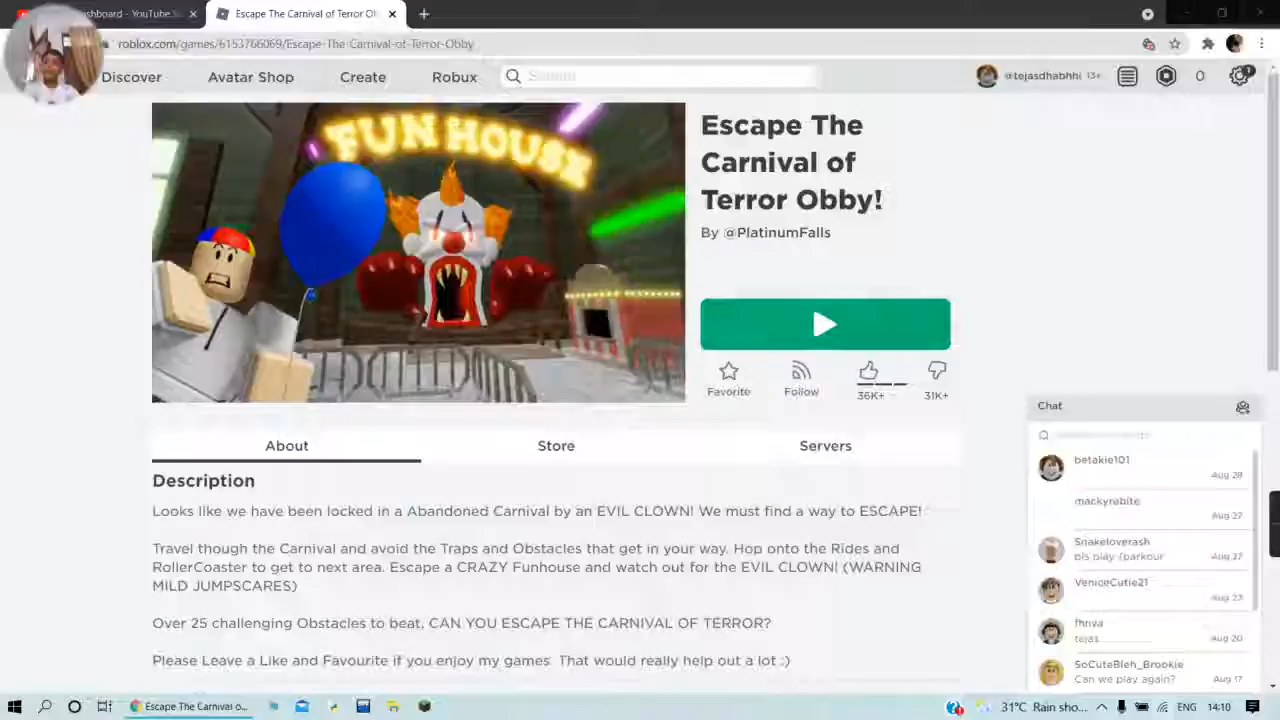 ashboard - YouTube S
Escape The Carnival of Terror Ob
roblox.com/games/6153766069/Escape-The-Carnival-of-Terror-Obby
Discover
Avatar Shop
Create
Robux
Search
@tejasdhabhhi 13+
0
1
FUN HOUSE
Escape The
Carnival of
Terror Obby!
By @PlatinumFalls
Favorite
Follow
36K+
31K+
About
Store
Servers
Description
Looks like we have been locked in a Abandoned Carnival by an EVIL CLOWN! We must find a way to ESCAPE!
Travel though the Carnival and avoid the Traps and Obstacles that get in your way. Hop onto the Rides and
RollerCoaster to get to next area. Escape a CRAZY Funhouse and watch out for the EVIL CLOWN! (WARNING
MILD JUMPSCARES)
Over 25 challenging Obstacles to beat, CAN YOU ESCAPE THE CARNIVAL OF TERROR?
Please Leave a Like and Favourite if you enjoy my games That would really help out a lot :)
Chat
betakie101
Aug 28
mackyrebite
Aug 27
Snakeloverash
pls play (parkour
Aug 27
VeniceCutie21
Aug 23
tejas
Aug 20
SoCuteBleh_Brookie
Can we play again?
Aug 17
Escape The Carnival o...
31°C Rain sho...
ENG
14:10